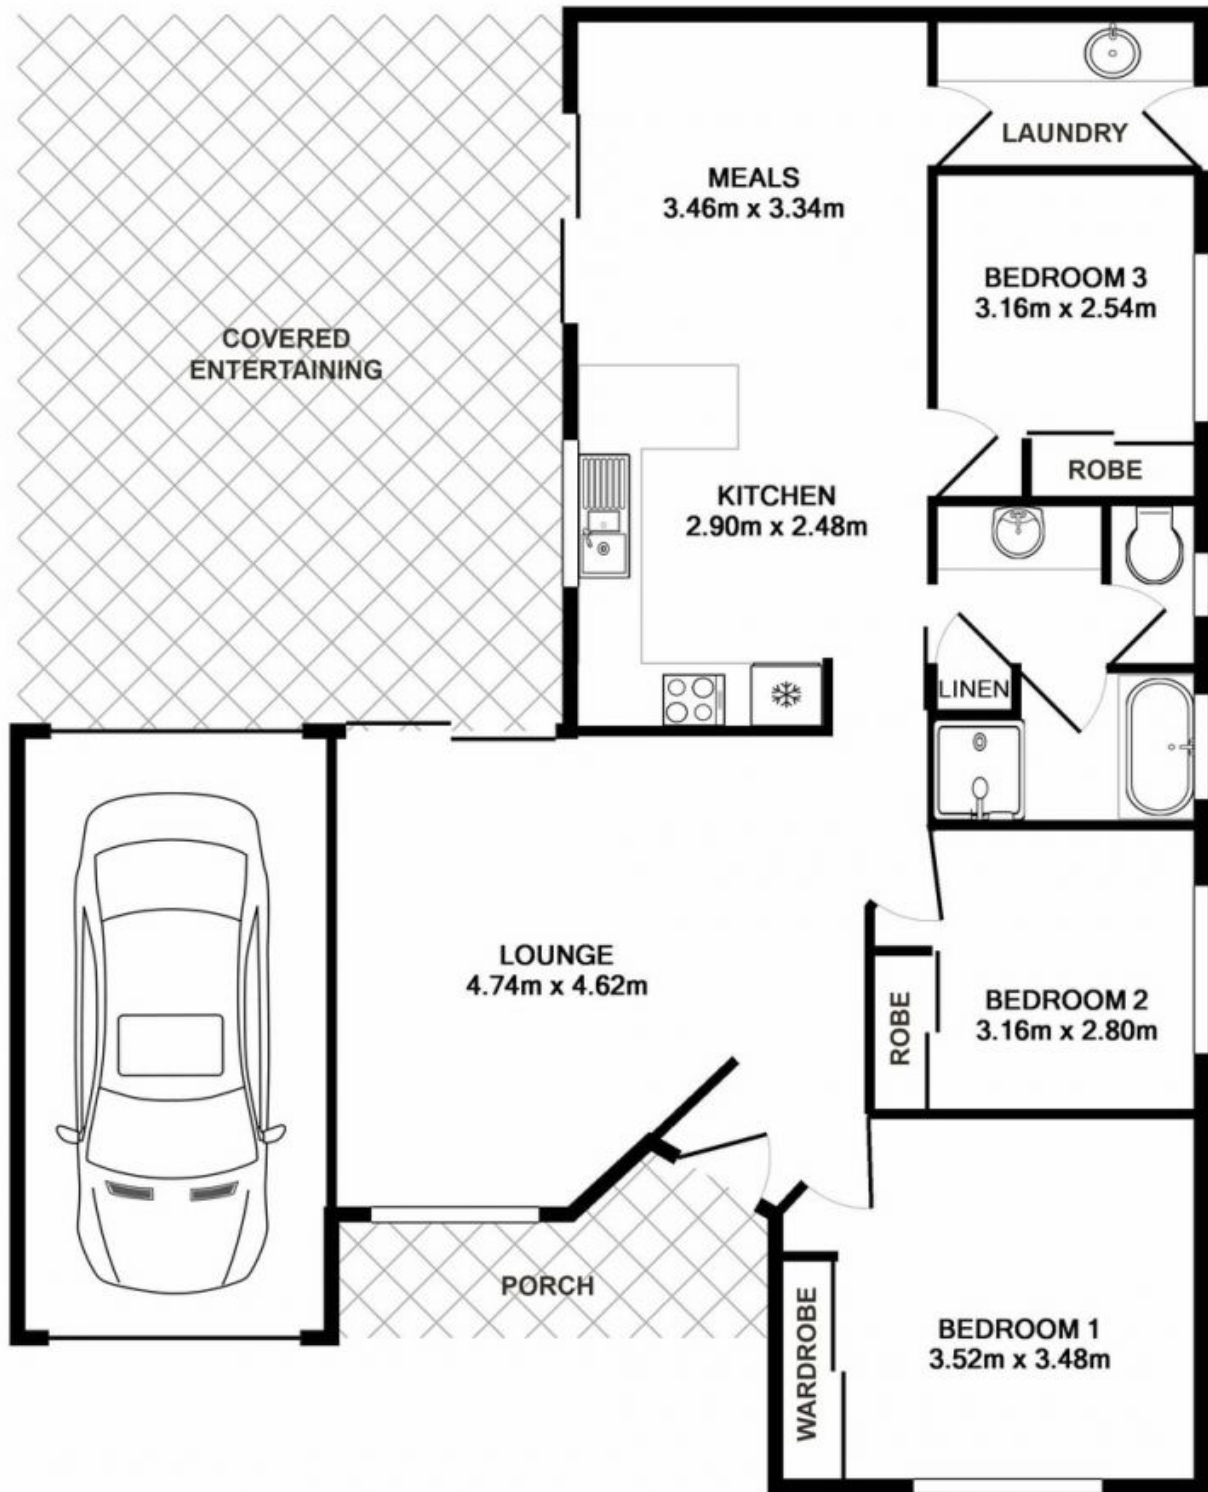 LAUNDRY
MEALS
3.46m x 3.34m
BEDROOM 3
3.16m x 2.54m
COVERED
ENTERTAINING
ROBE
KITCHEN
2.90m x 2.48m
LINEN
LOUNGE
4.74m x 4.62m
ROBE
BEDROOM 2
3.16m x 2.80m
PORCH
WARDROBE
BEDROOM 1
3.52m x 3.48m